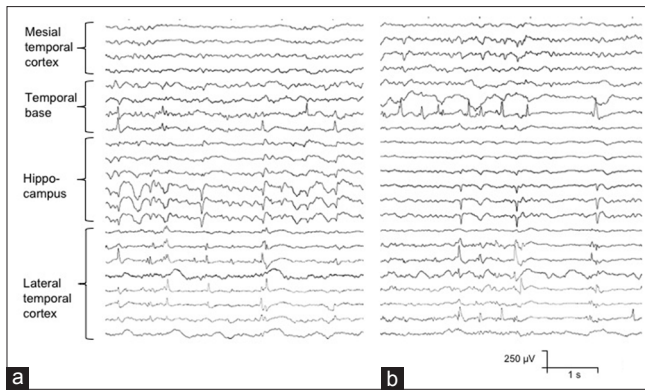 Mesial
temporal
cortex
Temporal
base
Hippo-
campus
Lateral
temporal
cortex
a
b
250 µV
1 s